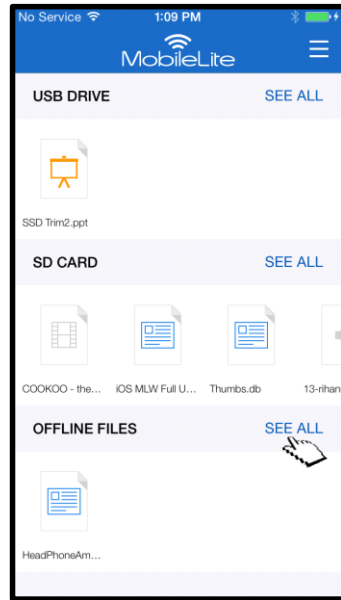 No Service 1:09 PM
MobileLite
USB DRIVE SEE ALL
SSD Trim2.ppt
SD CARD SEE ALL
COOKOO - the... iOS MLW Full U... Thumbs.db 13-rihan
OFFLINE FILES SEE ALL
HeadPhoneAm...